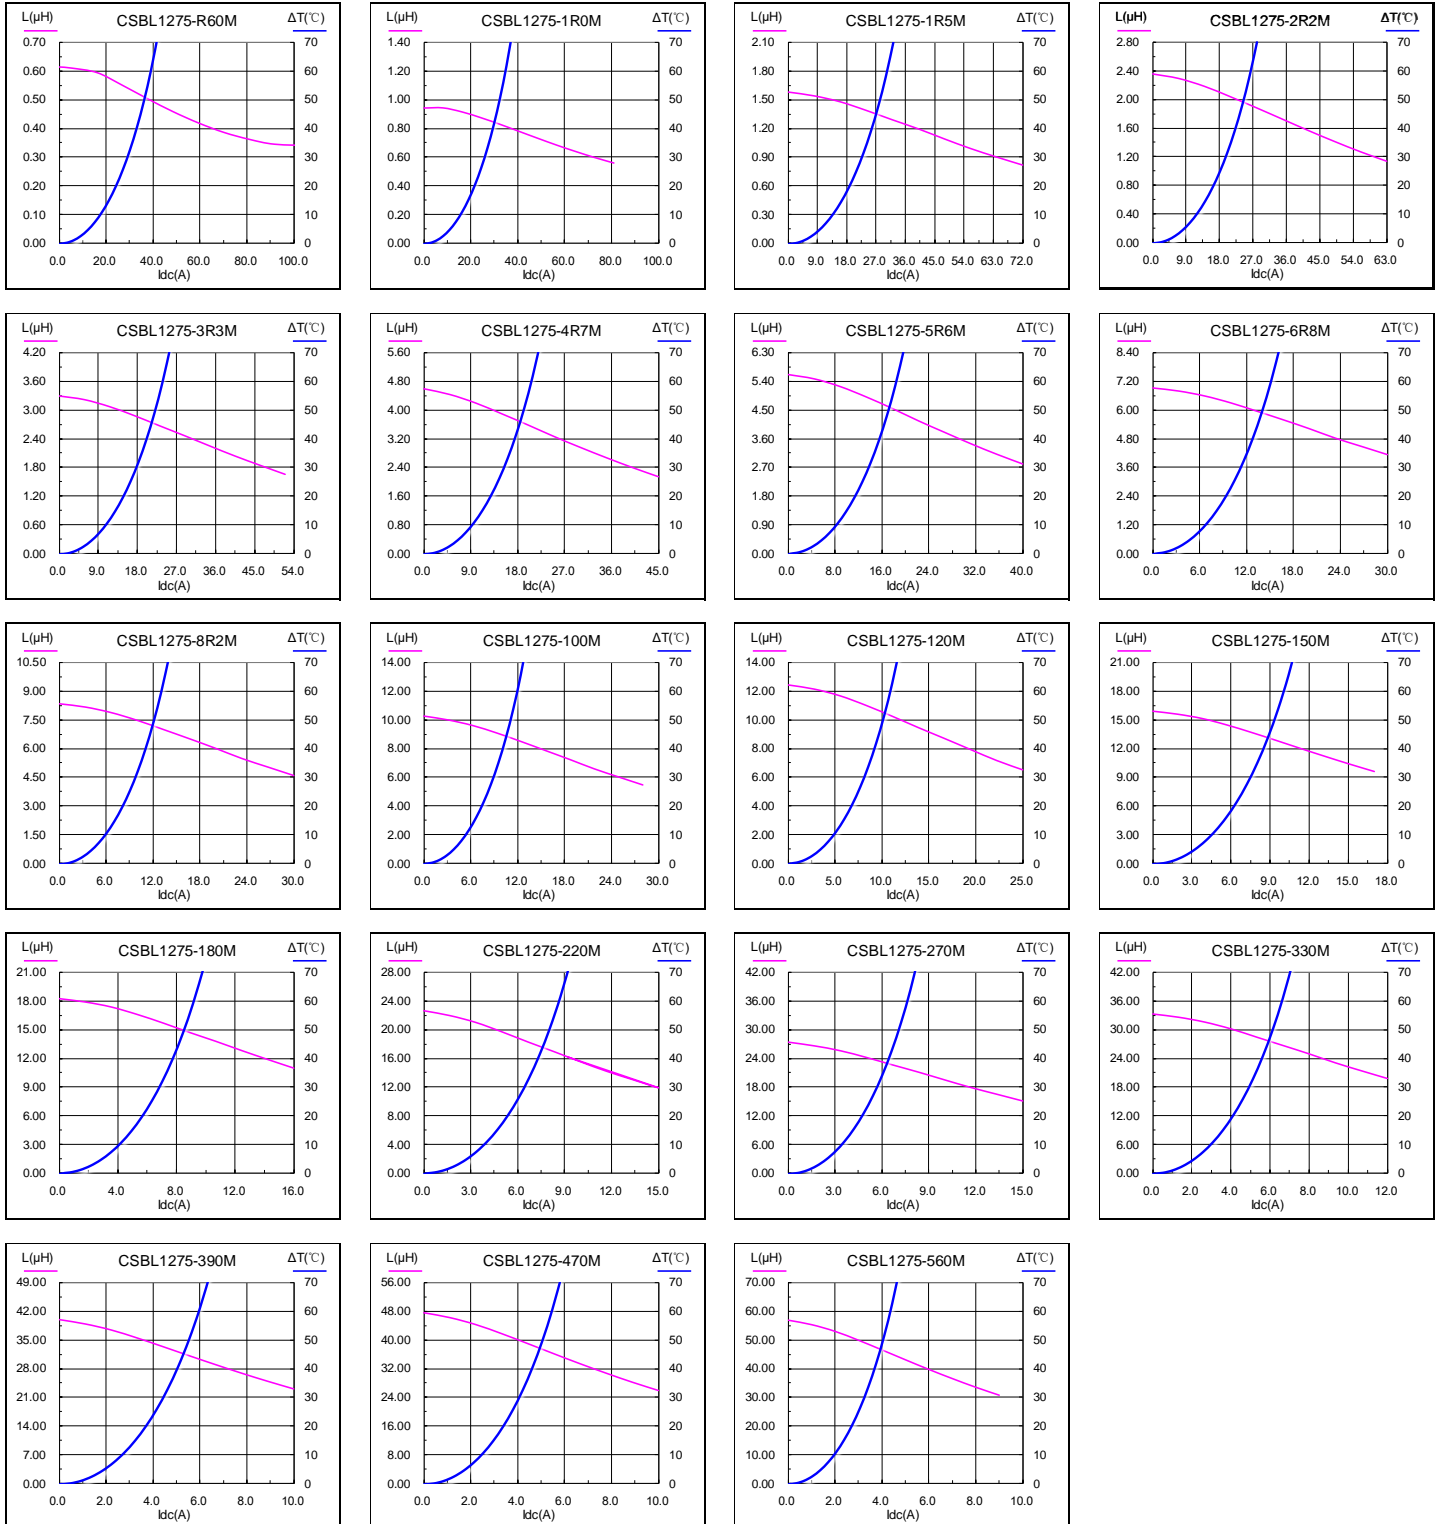 L(μH) CSBL1275-R60M ΔT(℃)
0.70 70
0.60 60
0.50 50
0.40 40
0.30 30
0.20 20
0.10 10
0.00 0
0.0 20.0 40.0 60.0 80.0 100.0
Idc(A)
L(μH) CSBL1275-1R0M ΔT(℃)
1.40 70
1.20 60
1.00 50
0.80 40
0.60 30
0.40 20
0.20 10
0.00 0
0.0 20.0 40.0 60.0 80.0 100.0
Idc(A)
L(μH) CSBL1275-1R5M ΔT(℃)
2.10 70
1.80 60
1.50 50
1.20 40
0.90 30
0.60 20
0.30 10
0.00 0
0.0 9.0 18.0 27.0 36.0 45.0 54.0 63.0 72.0
Idc(A)
L(μH) CSBL1275-2R2M ΔT(℃)
2.80 70
2.40 60
2.00 50
1.60 40
1.20 30
0.80 20
0.40 10
0.00 0
0.0 9.0 18.0 27.0 36.0 45.0 54.0 63.0
Idc(A)
L(μH) CSBL1275-3R3M ΔT(℃)
4.20 70
3.60 60
3.00 50
2.40 40
1.80 30
1.20 20
0.60 10
0.00 0
0.0 9.0 18.0 27.0 36.0 45.0 54.0
Idc(A)
L(μH) CSBL1275-4R7M ΔT(℃)
5.60 70
4.80 60
4.00 50
3.20 40
2.40 30
1.60 20
0.80 10
0.00 0
0.0 9.0 18.0 27.0 36.0 45.0
Idc(A)
L(μH) CSBL1275-5R6M ΔT(℃)
6.30 70
5.40 60
4.50 50
3.60 40
2.70 30
1.80 20
0.90 10
0.00 0
0.0 8.0 16.0 24.0 32.0 40.0
Idc(A)
L(μH) CSBL1275-6R8M ΔT(℃)
8.40 70
7.20 60
6.00 50
4.80 40
3.60 30
2.40 20
1.20 10
0.00 0
0.0 6.0 12.0 18.0 24.0 30.0
Idc(A)
L(μH) CSBL1275-8R2M ΔT(℃)
10.50 70
9.00 60
7.50 50
6.00 40
4.50 30
3.00 20
1.50 10
0.00 0
0.0 6.0 12.0 18.0 24.0 30.0
Idc(A)
L(μH) CSBL1275-100M ΔT(℃)
14.00 70
12.00 60
10.00 50
8.00 40
6.00 30
4.00 20
2.00 10
0.00 0
0.0 6.0 12.0 18.0 24.0 30.0
Idc(A)
L(μH) CSBL1275-120M ΔT(℃)
14.00 70
12.00 60
10.00 50
8.00 40
6.00 30
4.00 20
2.00 10
0.00 0
0.0 5.0 10.0 15.0 20.0 25.0
Idc(A)
L(μH) CSBL1275-150M ΔT(℃)
21.00 70
18.00 60
15.00 50
12.00 40
9.00 30
6.00 20
3.00 10
0.00 0
0.0 3.0 6.0 9.0 12.0 15.0 18.0
Idc(A)
L(μH) CSBL1275-180M ΔT(℃)
21.00 70
18.00 60
15.00 50
12.00 40
9.00 30
6.00 20
3.00 10
0.00 0
0.0 4.0 8.0 12.0 16.0
Idc(A)
L(μH) CSBL1275-220M ΔT(℃)
28.00 70
24.00 60
20.00 50
16.00 40
12.00 30
8.00 20
4.00 10
0.00 0
0.0 3.0 6.0 9.0 12.0 15.0
Idc(A)
L(μH) CSBL1275-270M ΔT(℃)
42.00 70
36.00 60
30.00 50
24.00 40
18.00 30
12.00 20
6.00 10
0.00 0
0.0 3.0 6.0 9.0 12.0 15.0
Idc(A)
L(μH) CSBL1275-330M ΔT(℃)
42.00 70
36.00 60
30.00 50
24.00 40
18.00 30
12.00 20
6.00 10
0.00 0
0.0 2.0 4.0 6.0 8.0 10.0 12.0
Idc(A)
L(μH) CSBL1275-390M ΔT(℃)
49.00 70
42.00 60
35.00 50
28.00 40
21.00 30
14.00 20
7.00 10
0.00 0
0.0 2.0 4.0 6.0 8.0 10.0
Idc(A)
L(μH) CSBL1275-470M ΔT(℃)
56.00 70
48.00 60
40.00 50
32.00 40
24.00 30
16.00 20
8.00 10
0.00 0
0.0 2.0 4.0 6.0 8.0 10.0
Idc(A)
L(μH) CSBL1275-560M ΔT(℃)
70.00 70
60.00 60
50.00 50
40.00 40
30.00 30
20.00 20
10.00 10
0.00 0
0.0 2.0 4.0 6.0 8.0 10.0
Idc(A)